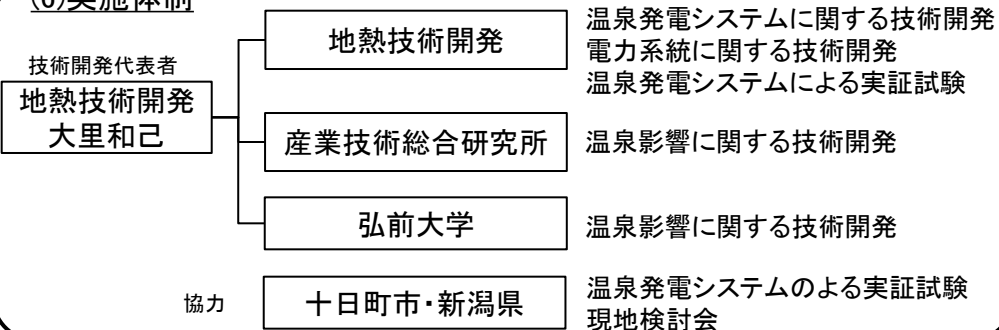 (6)実施体制
技術開発代表者
地熱技術開発
大里和己
地熱技術開発
温泉発電システムに関する技術開発
電力系統に関する技術開発
温泉発電システムによる実証試験
産業技術総合研究所
温泉影響に関する技術開発
弘前大学
温泉影響に関する技術開発
協力
十日町市・新潟県
温泉発電システムのよる実証試験
現地検討会